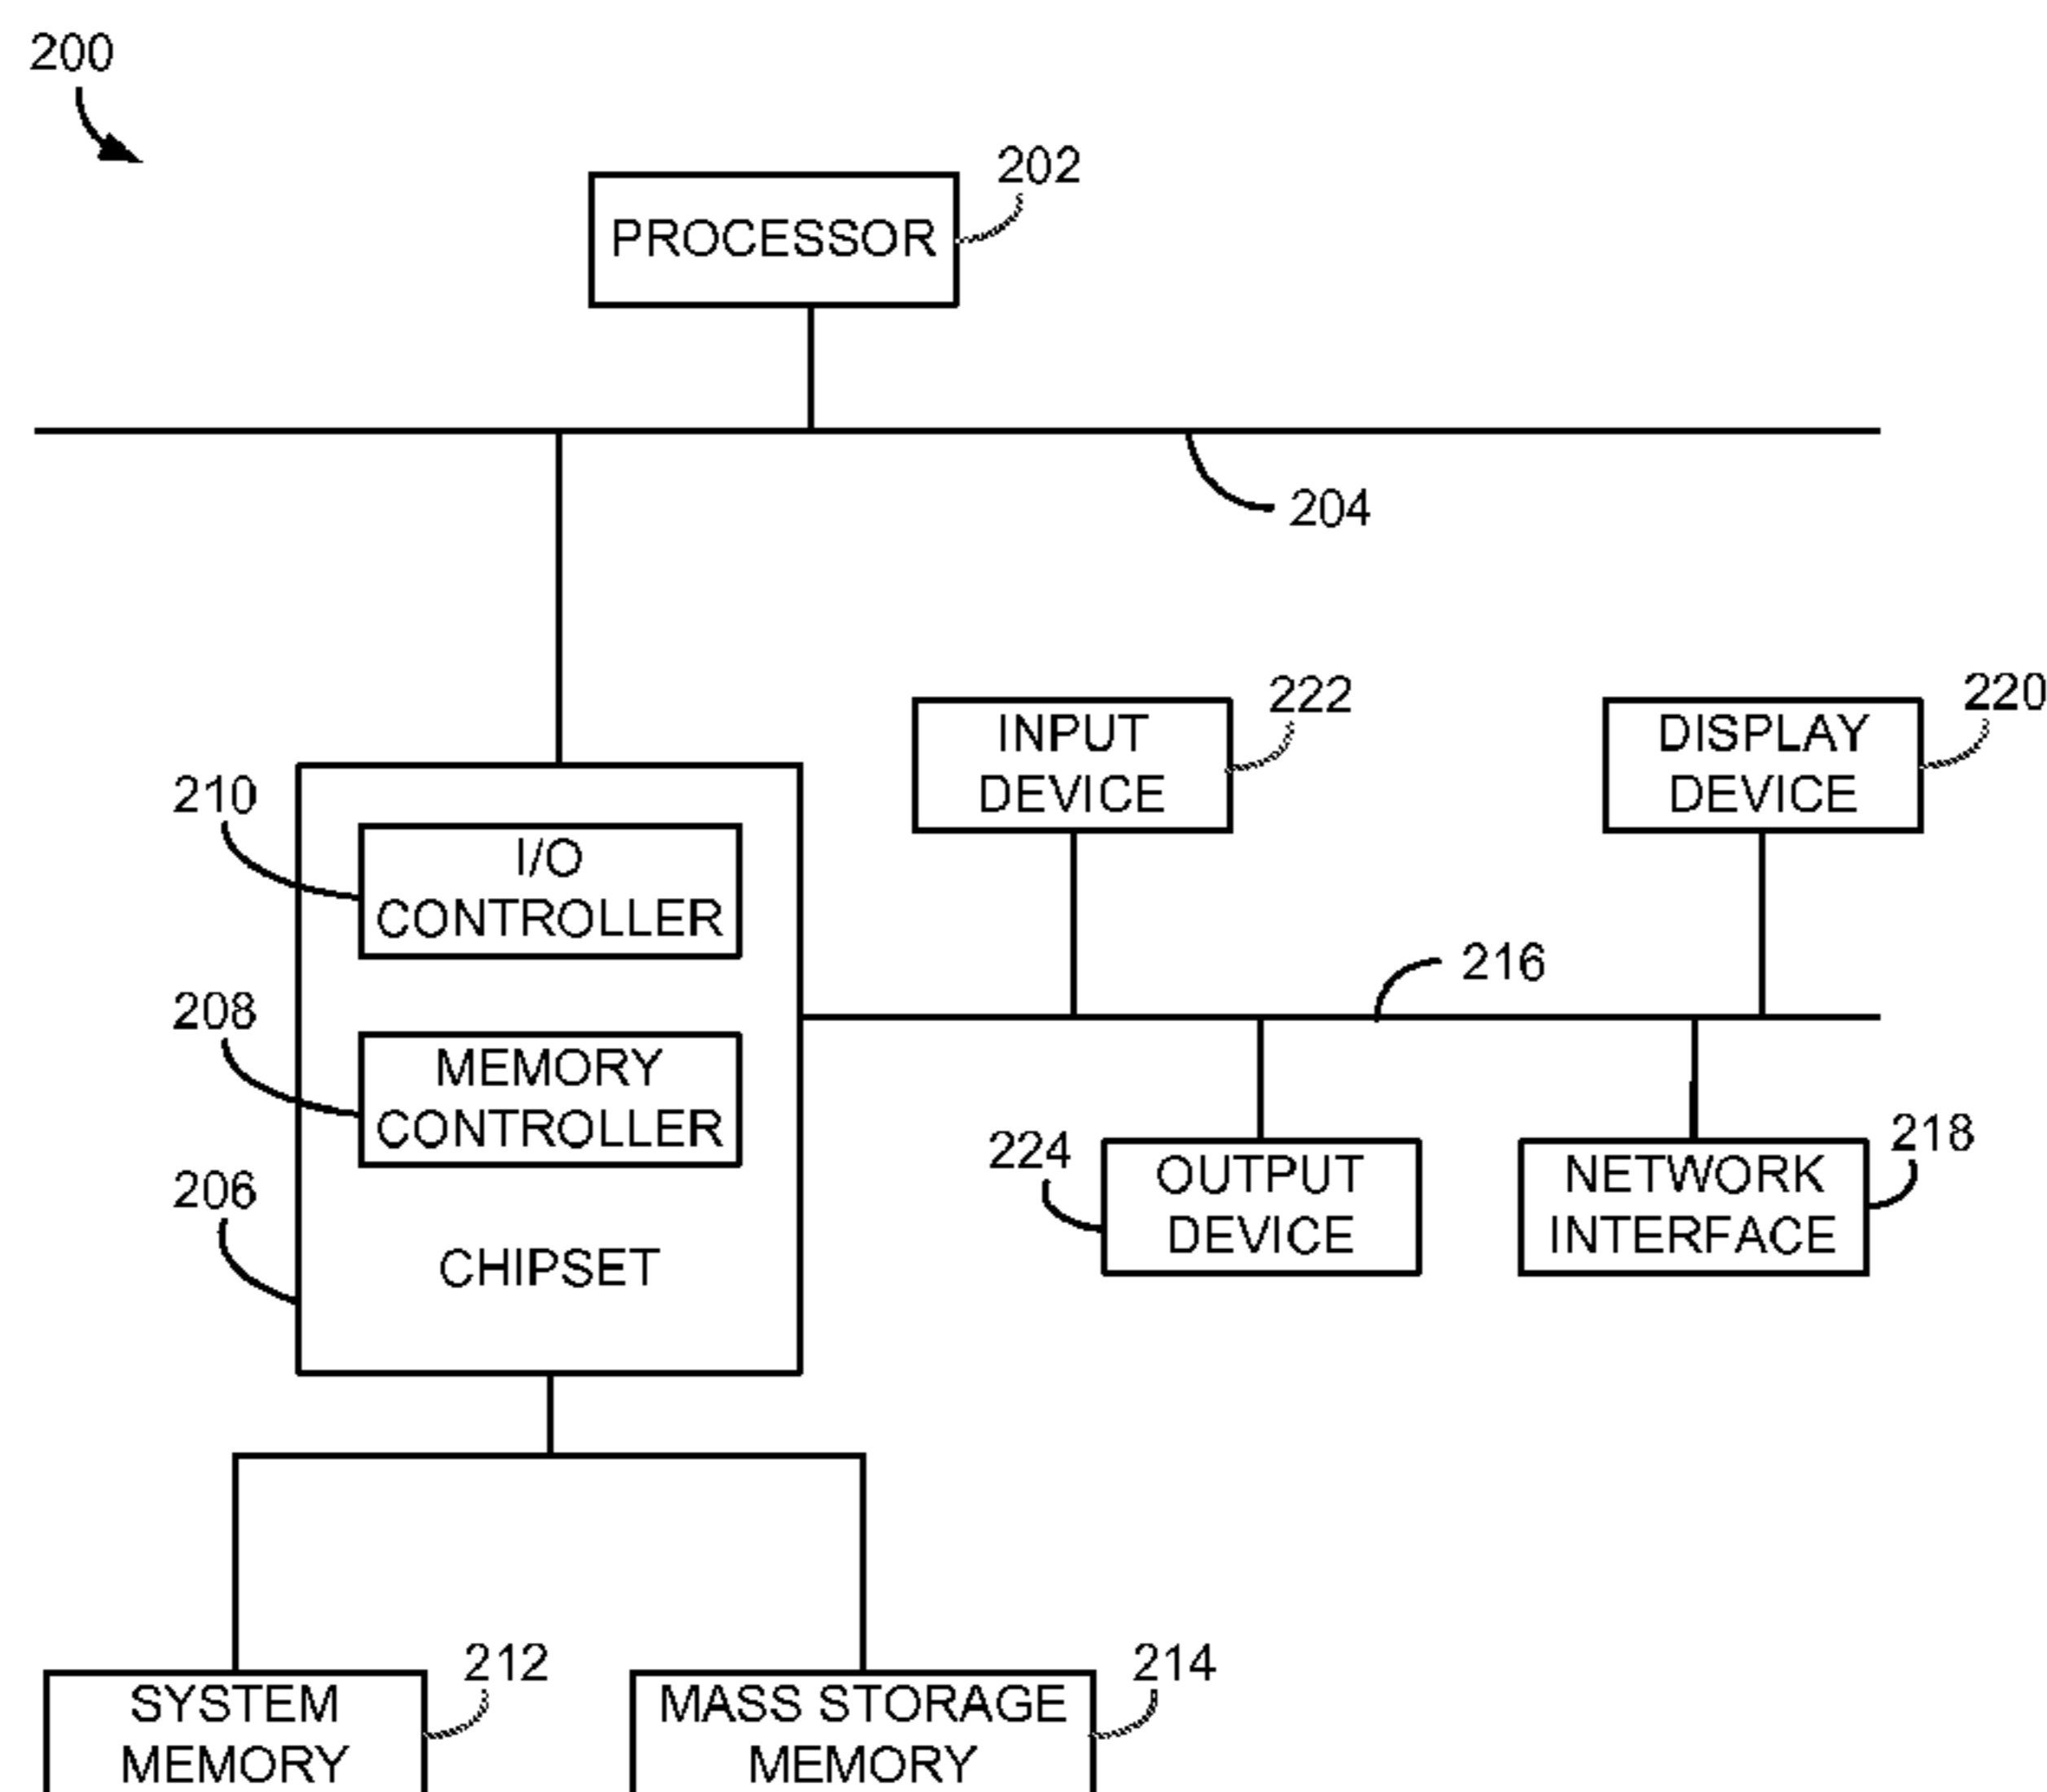 200
202
PROCESSOR
204
222
220
INPUT
DEVICE
DISPLAY
DEVICE
210
I/O
CONTROLLER
216
208
MEMORY
CONTROLLER
224
OUTPUT
DEVICE
218
NETWORK
INTERFACE
206
CHIPSET
212
SYSTEM
MEMORY
214
MASS STORAGE
MEMORY